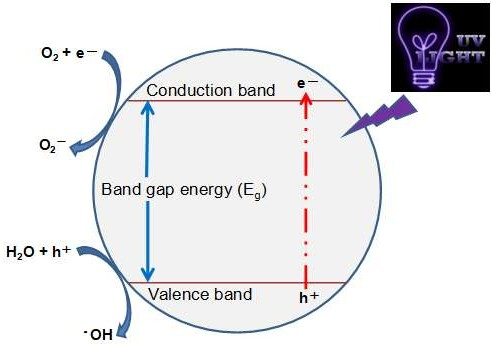 UV
LIGHT
O₂ + e—
Conduction band
e—
O₂—
Band gap energy (Eg)
H₂O + h+
Valence band
h+
-OH